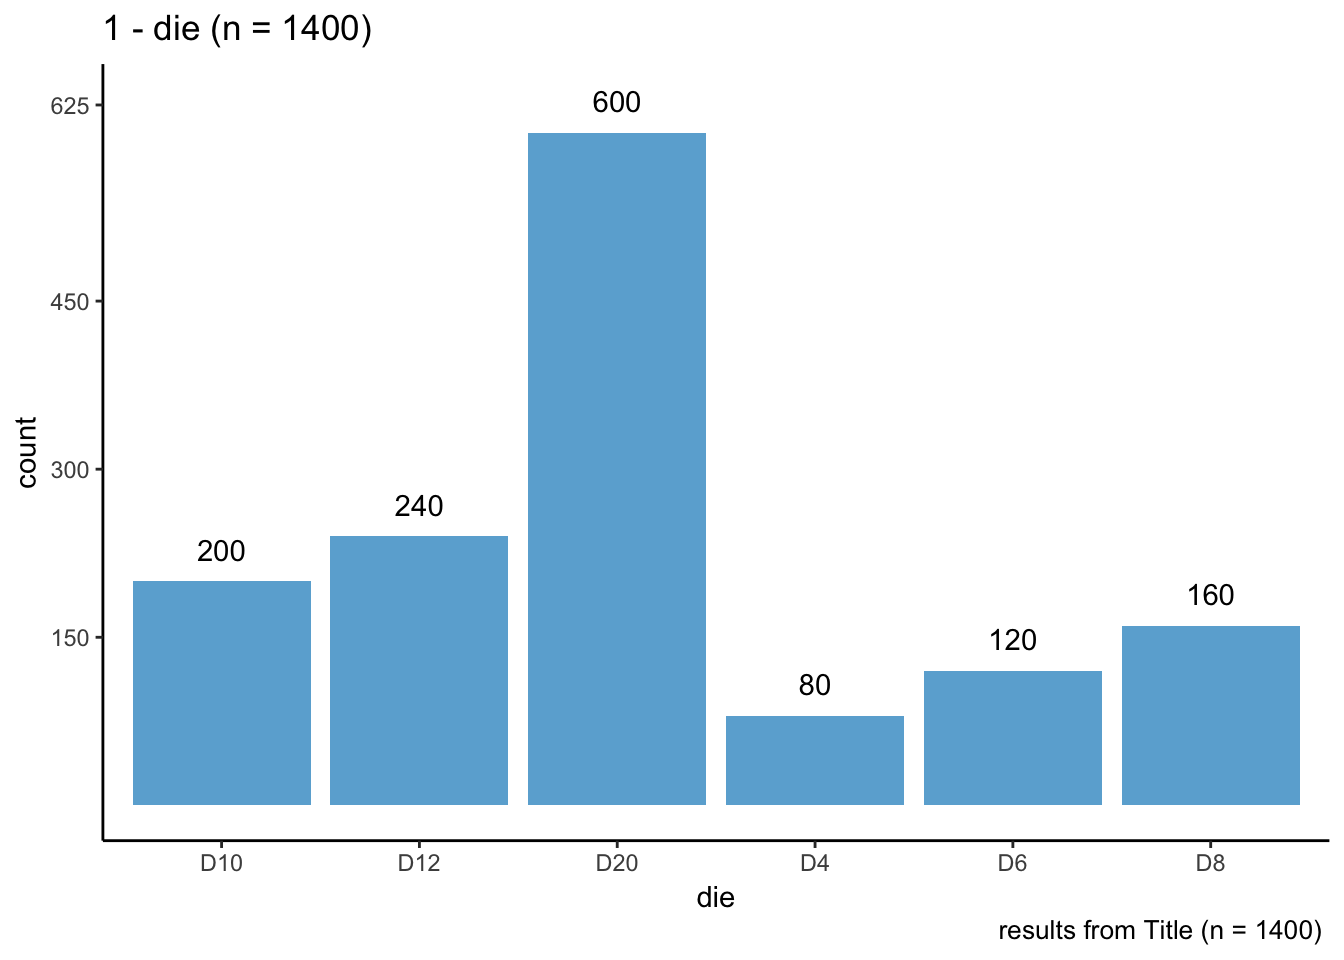 1 - die (n = 1400)
625
600
450
count
300
240
200
150
160
120
80
D10 D12 D20 D4 D6 D8
die
results from Title (n = 1400)